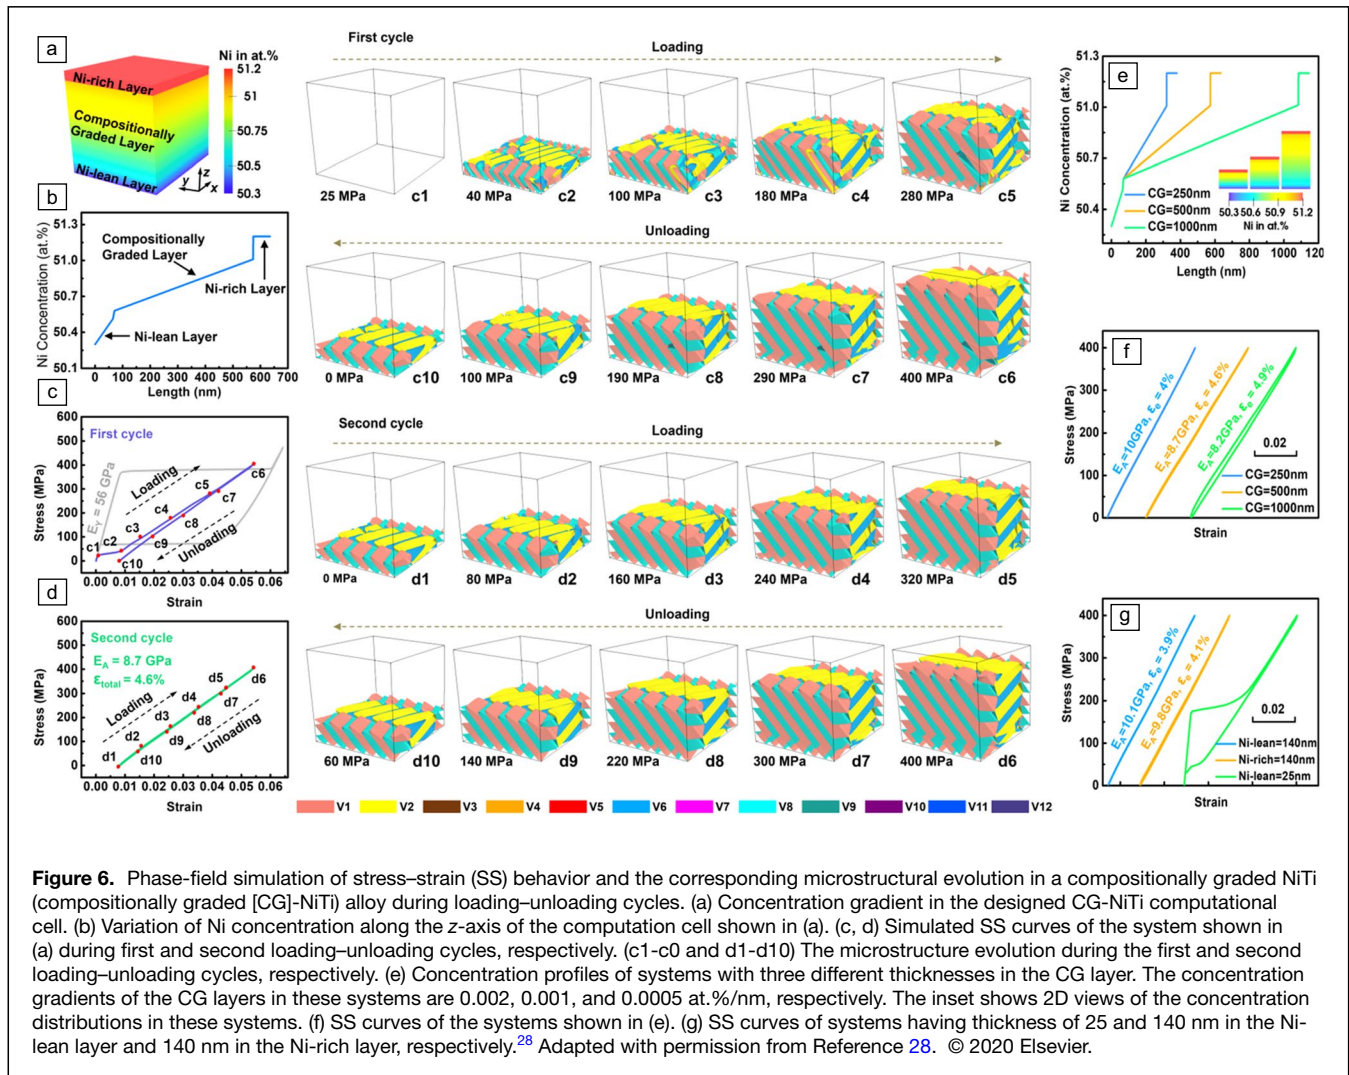 a
Ni in at.%
51.2
51
50.75
50.5
50.3
Ni-rich Layer
Compositionally
Graded Layer
Ni-lean Layer
z
y
x
b
Ni Concentration (at.%)
51.3
51.0
50.7
50.4
50.1
Compositionally
Graded Layer
Ni-rich Layer
Ni-lean Layer
0 100 200 300 400 500 600 700
Length (nm)
c
Stress (MPa)
600
500
400
300
200
100
0
First cycle
E_Y = 56 GPa
Loading
Unloading
c1
c2
c3
c4
c5
c6
c7
c8
c9
c10
0.00 0.01 0.02 0.03 0.04 0.05 0.06
Strain
d
Stress (MPa)
600
500
400
300
200
100
0
Second cycle
E_A = 8.7 GPa
ε_total = 4.6%
Loading
Unloading
d1
d2
d3
d4
d5
d6
d7
d8
d9
d10
0.00 0.01 0.02 0.03 0.04 0.05 0.06
Strain
First cycle
Loading
25 MPa c1
40 MPa c2
100 MPa c3
180 MPa c4
280 MPa c5
Unloading
0 MPa c10
100 MPa c9
190 MPa c8
290 MPa c7
400 MPa c6
Second cycle
Loading
0 MPa d1
80 MPa d2
160 MPa d3
240 MPa d4
320 MPa d5
Unloading
60 MPa d10
140 MPa d9
220 MPa d8
300 MPa d7
400 MPa d6
V1 V2 V3 V4 V5 V6 V7 V8 V9 V10 V11 V12
e
Ni Concentration (at.%)
51.3
51.0
50.7
50.4
CG=250nm
CG=500nm
CG=1000nm
50.3 50.6 50.9 51.2
Ni in at.%
0 200 400 600 800 1000 120
Length (nm)
f
Stress (MPa)
400
300
200
100
0
E_A=10GPa, ε_e = 4%
E_A=8.7GPa, ε_e = 4.6%
E_A=8.2GPa, ε_e = 4.9%
0.02
CG=250nm
CG=500nm
CG=1000nm
Strain
g
Stress (MPa)
400
300
200
100
0
E_A=10.1GPa, ε_e = 3.9%
E_A=9.8GPa, ε_e = 4.1%
0.02
Ni-lean=140nm
Ni-rich=140nm
Ni-lean=25nm
Strain
Figure 6. Phase-field simulation of stress–strain (SS) behavior and the corresponding microstructural evolution in a compositionally graded NiTi
(compositionally graded [CG]-NiTi) alloy during loading–unloading cycles. (a) Concentration gradient in the designed CG-NiTi computational
cell. (b) Variation of Ni concentration along the z-axis of the computation cell shown in (a). (c, d) Simulated SS curves of the system shown in
(a) during first and second loading–unloading cycles, respectively. (c1-c0 and d1-d10) The microstructure evolution during the first and second
loading–unloading cycles, respectively. (e) Concentration profiles of systems with three different thicknesses in the CG layer. The concentration
gradients of the CG layers in these systems are 0.002, 0.001, and 0.0005 at.%/nm, respectively. The inset shows 2D views of the concentration
distributions in these systems. (f) SS curves of the systems shown in (e). (g) SS curves of systems having thickness of 25 and 140 nm in the Ni-
lean layer and 140 nm in the Ni-rich layer, respectively.28 Adapted with permission from Reference 28. © 2020 Elsevier.